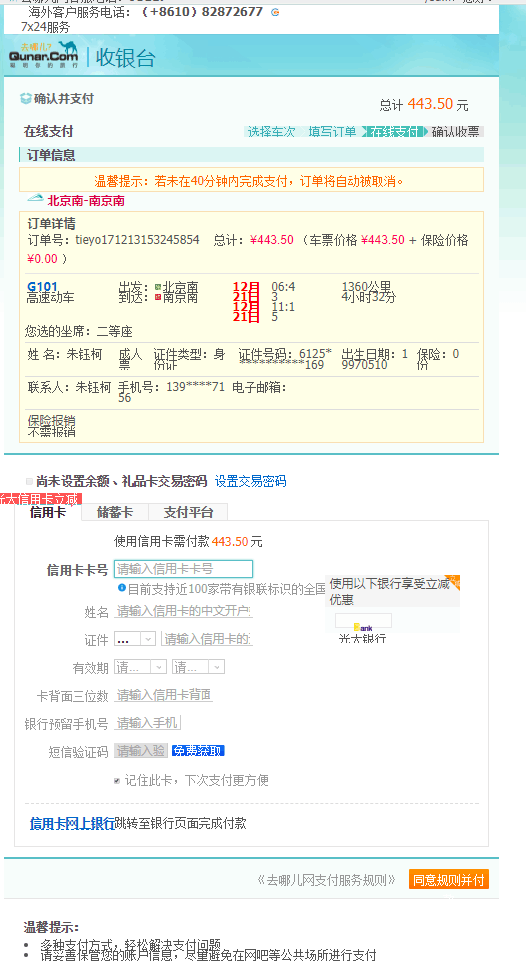 海外客户服务电话：(+8610) 82872677
7x24服务
去哪儿?
Qunar.Com
聪明你的旅行
收银台
确认并支付
总计 443.50 元
在线支付
选择车次 填写订单 在线支付 确认收票
订单信息
温馨提示：若未在40分钟内完成支付，订单将自动被取消。
北京南-南京南
订单详情
订单号：tieyo171213153245854 总计：¥443.50 （车票价格 ¥443.50 + 保险价格
¥0.00 ）
G101
高速动车
出发：北京南
到达：南京南
12月
21日
12月
21日
06:4
3
11:1
5
1360公里
4小时32分
您选的坐席：二等座
姓 名：朱钰柯
成人
票
证件类型：身
份证
证件号码：6125*
**********169
出生日期：1
9970510
保险：0
份
联系人：朱钰柯
手机号：139****71
56
电子邮箱：
保险报销
不需报销
尚未设置余额、礼品卡交易密码 设置交易密码
光大信用卡立减
信用卡 储蓄卡 支付平台
使用信用卡需付款 443.50 元
信用卡卡号 请输入信用卡卡号
目前支持近100家带有银联标识的全国
使用以下银行享受立减
优惠
Bank
光大银行
姓名 请输入信用卡的中文开户
证件 ... 请输入信用卡的
有效期 请... 请...
卡背面三位数 请输入信用卡背面
银行预留手机号 请输入手机
短信验证码 请输入验 免费获取
记住此卡，下次支付更方便
信用卡网上银行 跳转至银行页面完成付款
《去哪儿网支付服务规则》 同意规则并付
温馨提示：
多种支付方式，轻松解决支付问题
请妥善保管您的账户信息，尽量避免在网吧等公共场所进行支付